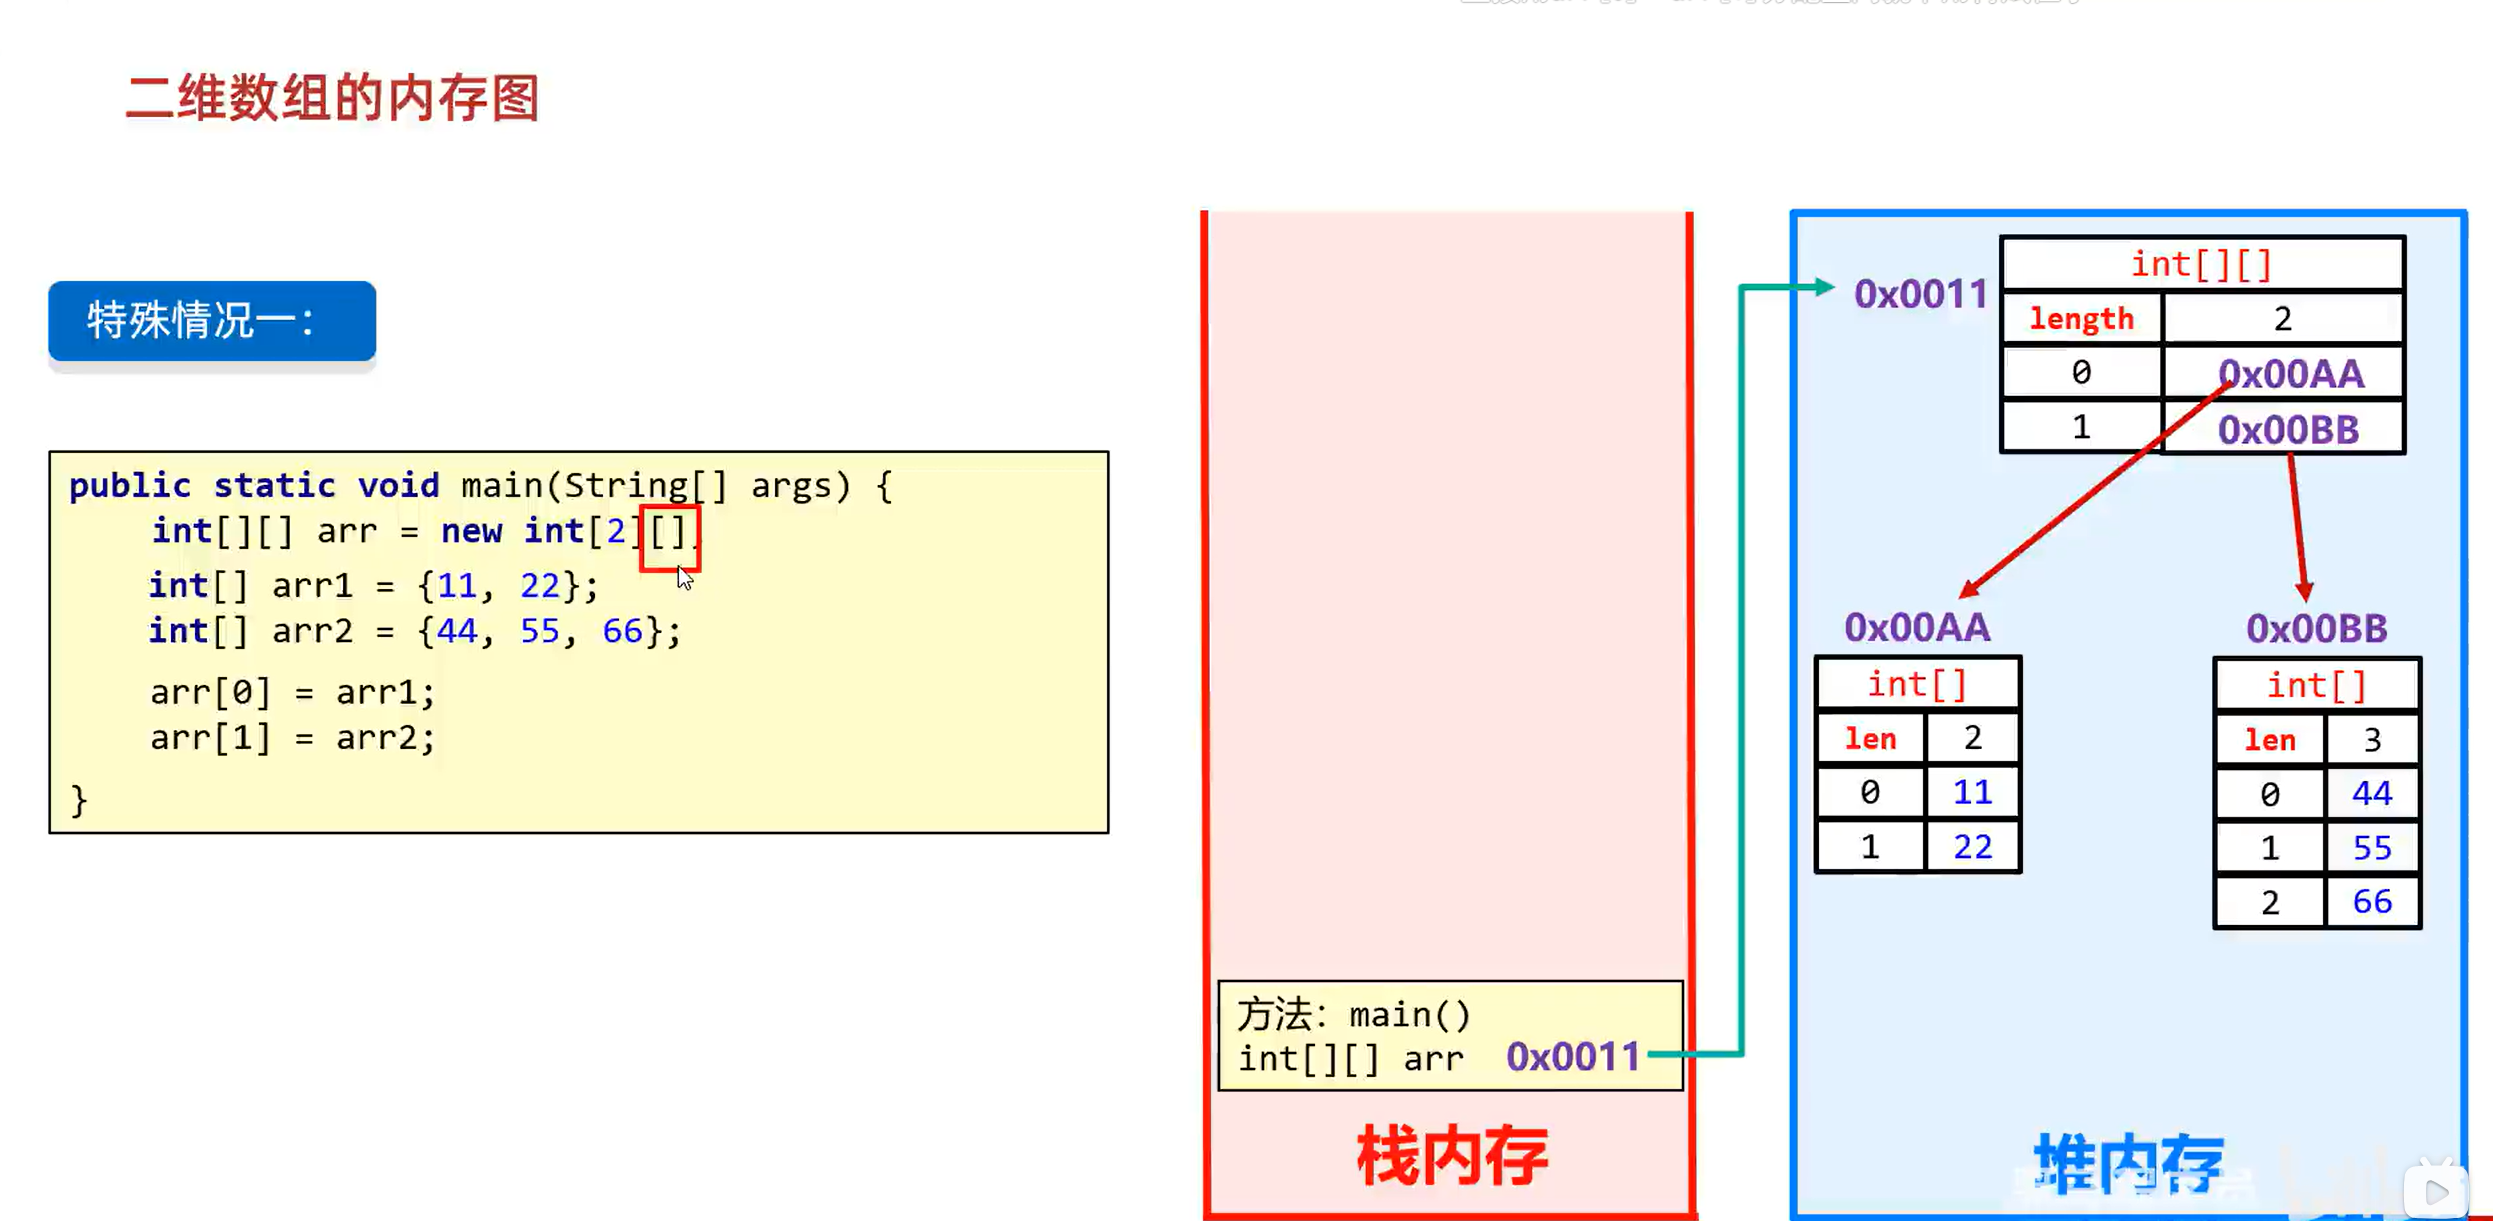 二维数组的内存图
特殊情况一：
public static void main(String[] args) {
int[][] arr = new int[2][]
int[] arr1 = {11, 22};
int[] arr2 = {44, 55, 66};
arr[0] = arr1;
arr[1] = arr2;
}
方法：main()
int[][] arr 0x0011
栈内存
0x0011
int[][]
length 2
0 0x00AA
1 0x00BB
0x00AA
int[]
len 2
0 11
1 22
0x00BB
int[]
len 3
0 44
1 55
2 66
堆内存